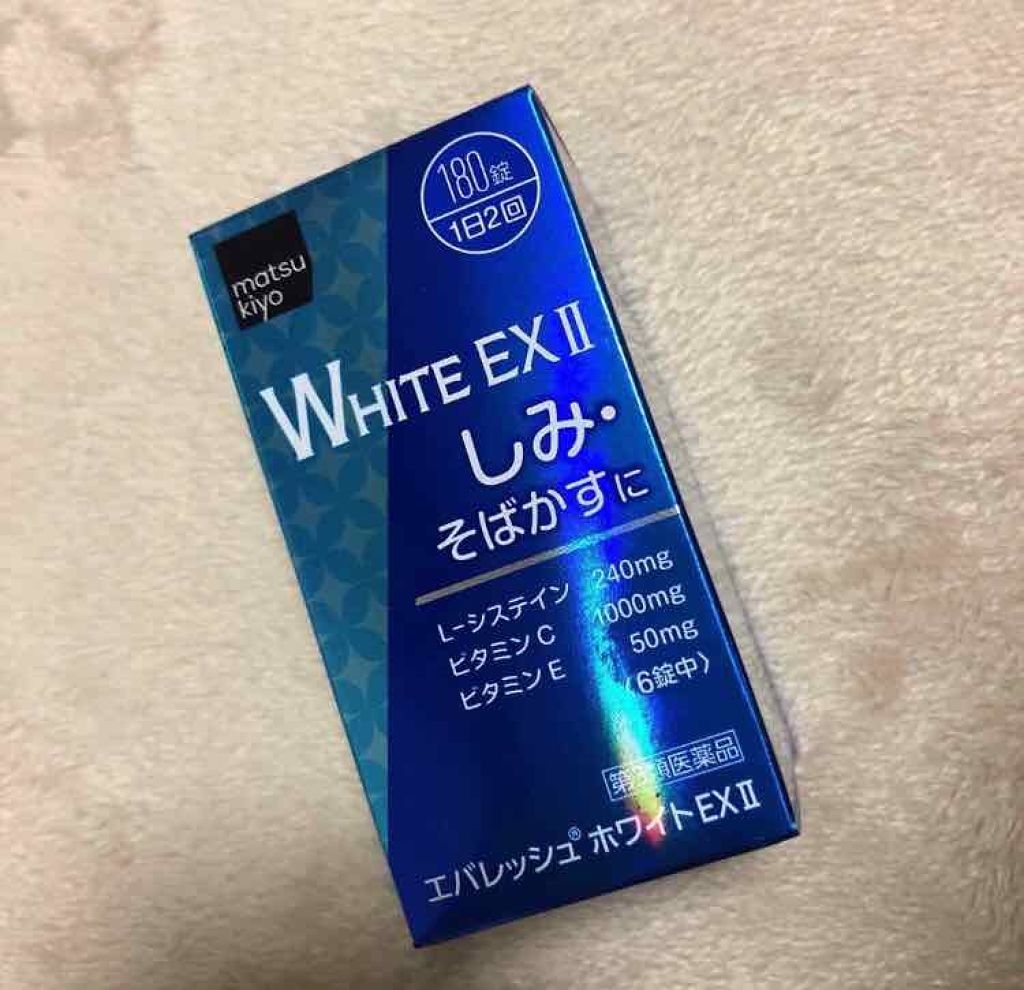 180錠
1日2回
matsu
kiyo
WHITE EX II
しみ・
そばかすに
L-システイン 240mg
ビタミンC 1000mg
ビタミンE 50mg
〈6錠中〉
第3類医薬品
エバレッシュ® ホワイトEX II